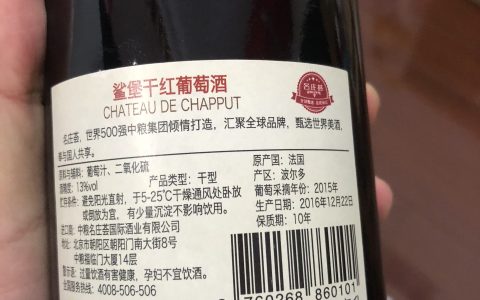 鲨堡干红葡萄酒
CHATEAU DE CHAPPUT
名庄荟
名庄荟,世界500强中粮集团倾情打造,汇聚全球品牌,甄选世界美酒,
奉与国人共享。
原料与辅料:葡萄汁、二氧化硫
酒精度:13%vol
产品类型:干型
贮存条件:避免阳光直射,于5-25℃干燥通风处卧放
或倒放为宜,有少量沉淀不影响饮用。
进口商:
中粮名庄荟国际酒业有限公司
地址:北京市朝阳区朝阳门南大街8号
中粮福临门大厦14层
警示语:过量饮酒有害健康,孕妇不宜饮酒。
全国服务热线:4008-506-506
原产国:法国
产区:波尔多
葡萄采摘年份:2015年
生产日期:2016年12月22日
保质期:10年
760268 860101